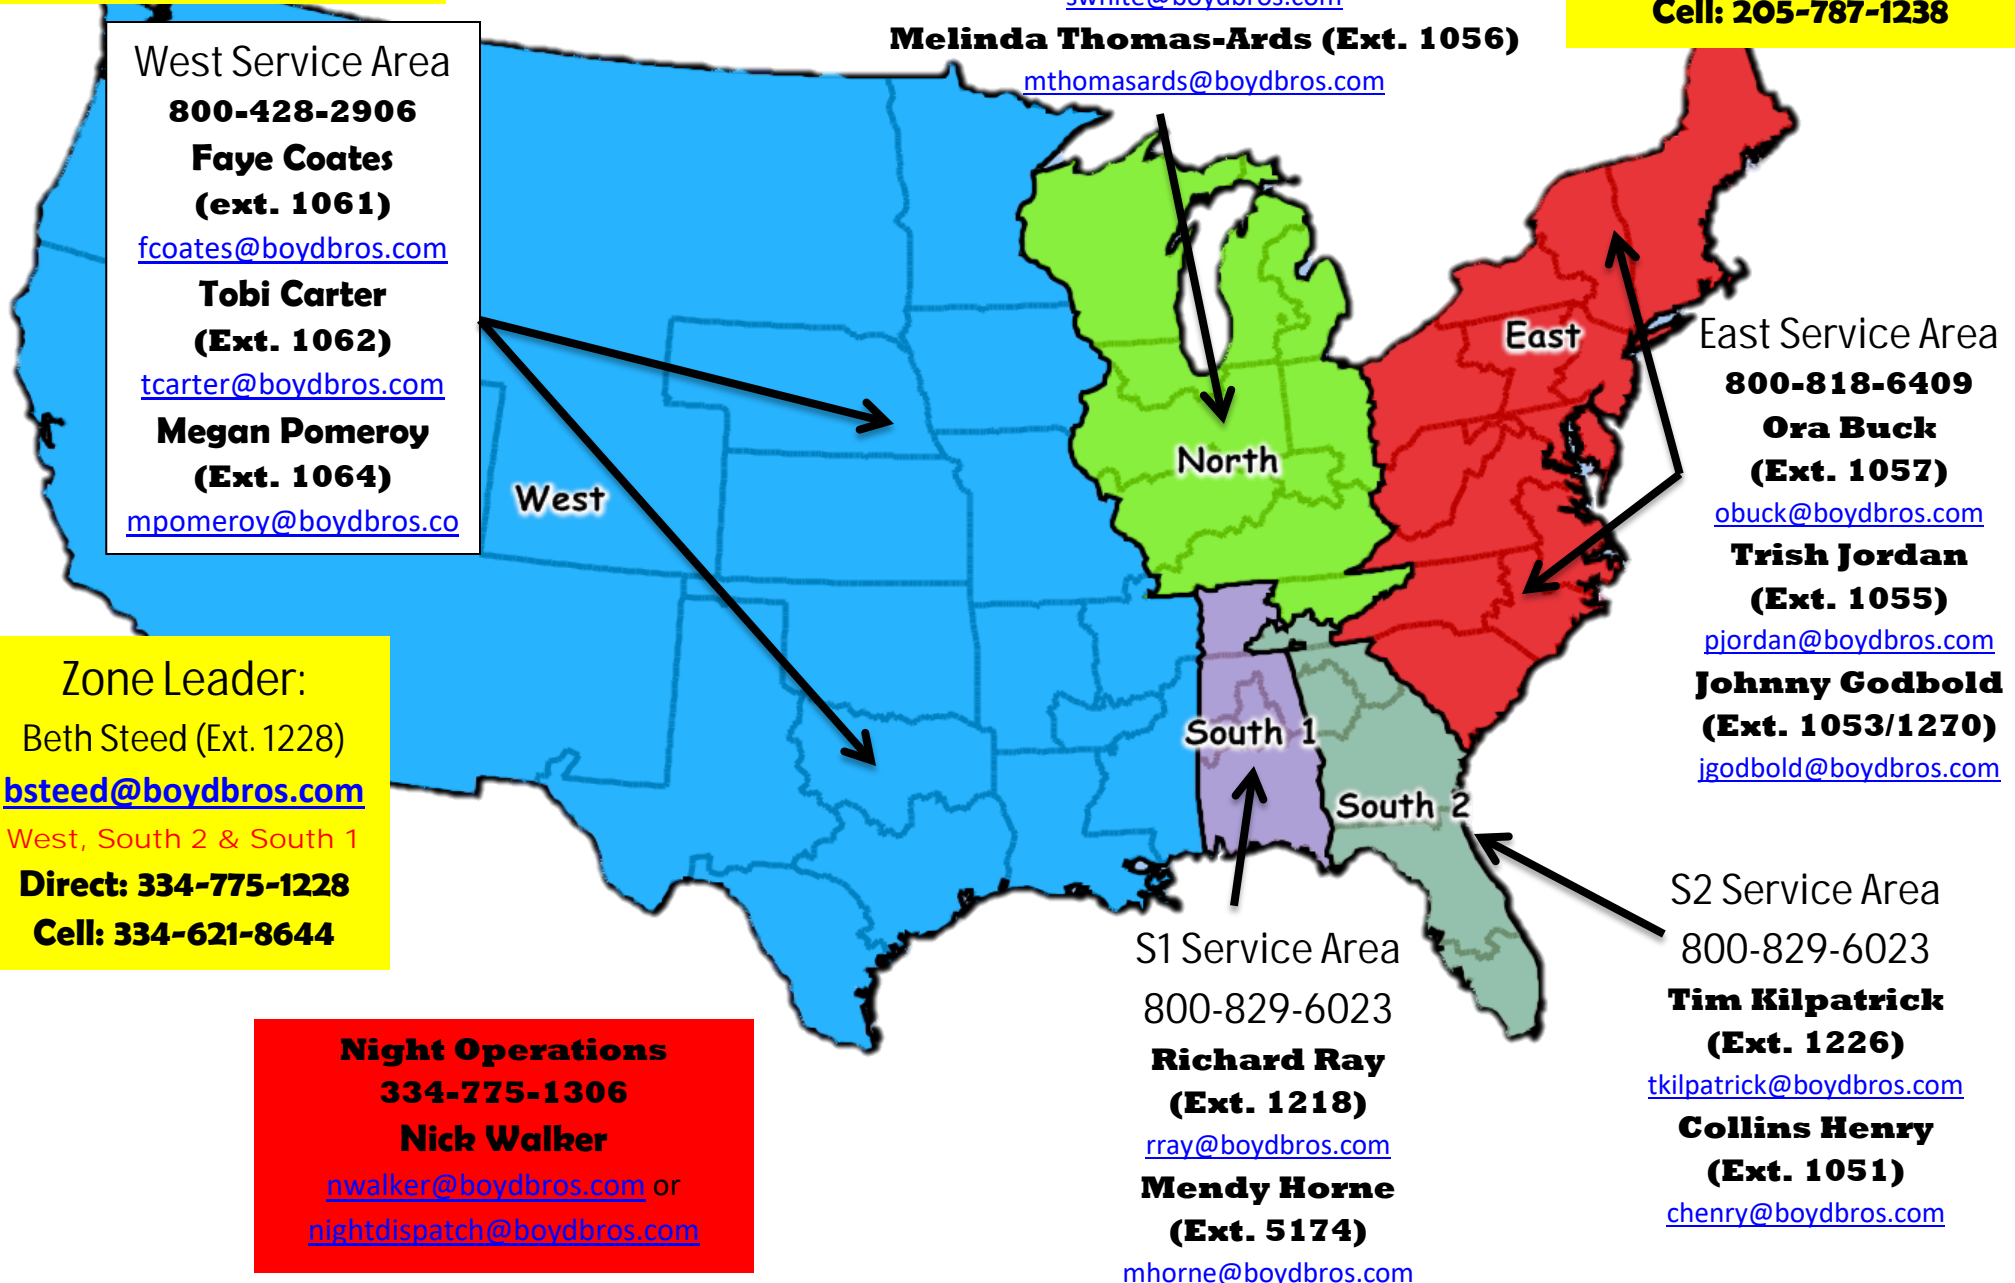 swhite@boydbros.com
Melinda Thomas-Ards (Ext. 1056)
mthomasards@boydbros.com
Cell: 205-787-1238
West Service Area
800-428-2906
Faye Coates
(ext. 1061)
fcoates@boydbros.com
Tobi Carter
(Ext. 1062)
tcarter@boydbros.com
Megan Pomeroy
(Ext. 1064)
mpomeroy@boydbros.co
West
North
East
South 1
South 2
East Service Area
800-818-6409
Ora Buck
(Ext. 1057)
obuck@boydbros.com
Trish Jordan
(Ext. 1055)
pjordan@boydbros.com
Johnny Godbold
(Ext. 1053/1270)
jgodbold@boydbros.com
Zone Leader:
Beth Steed (Ext. 1228)
bsteed@boydbros.com
West, South 2 & South 1
Direct: 334-775-1228
Cell: 334-621-8644
Night Operations
334-775-1306
Nick Walker
nwalker@boydbros.com or
nightdispatch@boydbros.com
S1 Service Area
800-829-6023
Richard Ray
(Ext. 1218)
rray@boydbros.com
Mendy Horne
(Ext. 5174)
mhorne@boydbros.com
S2 Service Area
800-829-6023
Tim Kilpatrick
(Ext. 1226)
tkilpatrick@boydbros.com
Collins Henry
(Ext. 1051)
chenry@boydbros.com